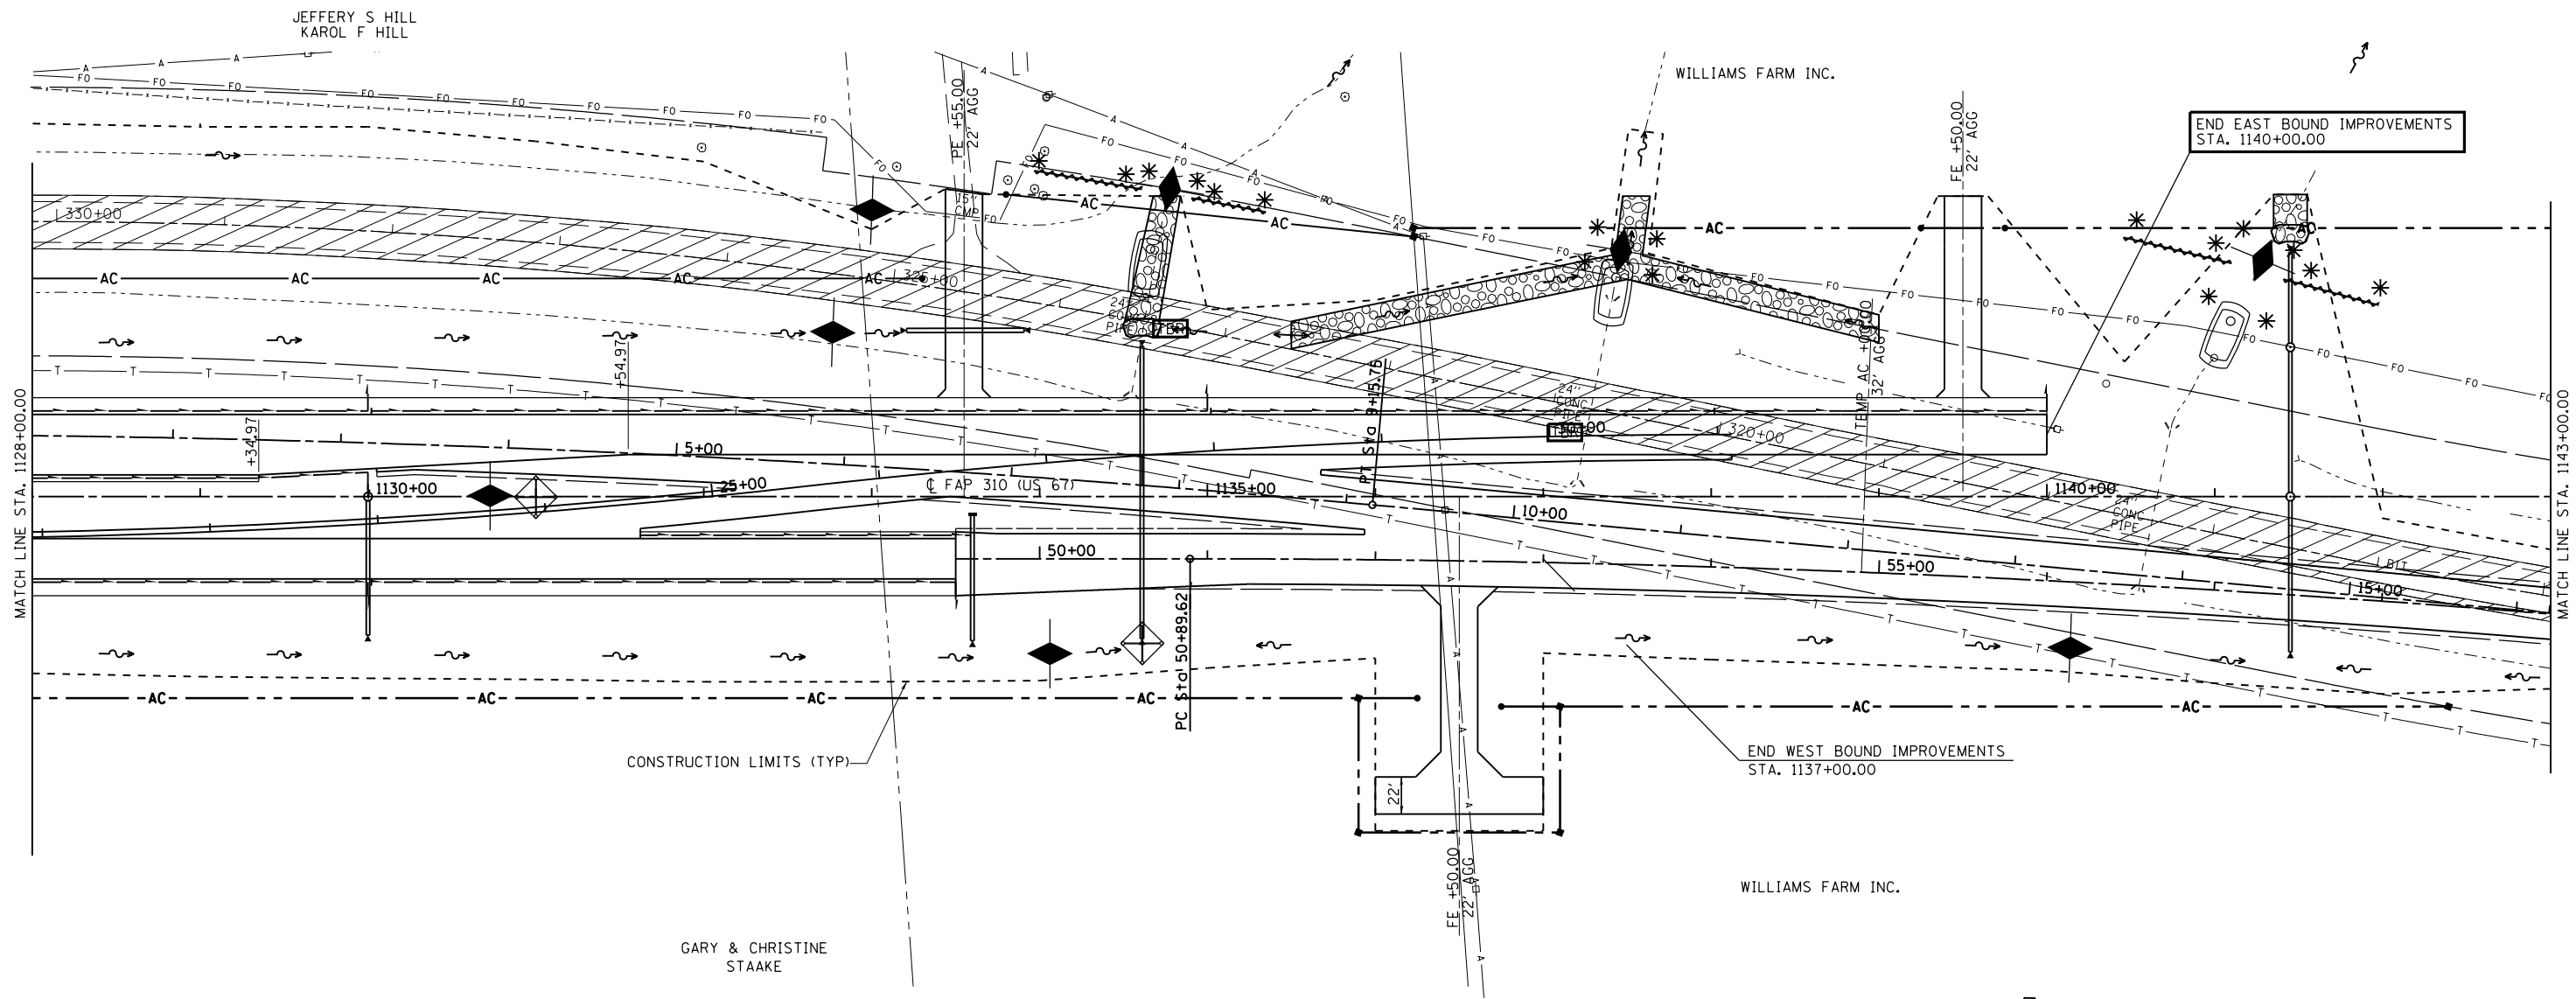 JEFFERY S HILL
KAROL F HILL
WILLIAMS FARM INC.
END EAST BOUND IMPROVEMENTS
STA. 1140+00.00
PE +55.00
22' AGG
FE +50.00
22' AGG
330+00
15"
CMP
AC
AC
AC
AC
AC
AC
AC
AC
AC
325+00
24"
CONC
PIPE
TBR
+54.97
+34.97
MATCH LINE STA. 1128+00.00
MATCH LINE STA. 1143+00.00
PT Sta 9+15.76
24"
CONC
PIPE
TBR
320+00
TEMP AC +00.00
32' AGG
5+00
1130+00
25+00
℄ FAP 310 (US 67)
1135+00
10+00
1140+00
24"
CONC
PIPE
50+00
55+00
BIT
15+00
PC Sta 50+89.62
AC
AC
AC
AC
AC
AC
CONSTRUCTION LIMITS (TYP)
END WEST BOUND IMPROVEMENTS
STA. 1137+00.00
22'
FE +50.00
22' AGG
WILLIAMS FARM INC.
GARY & CHRISTINE
STAAKE